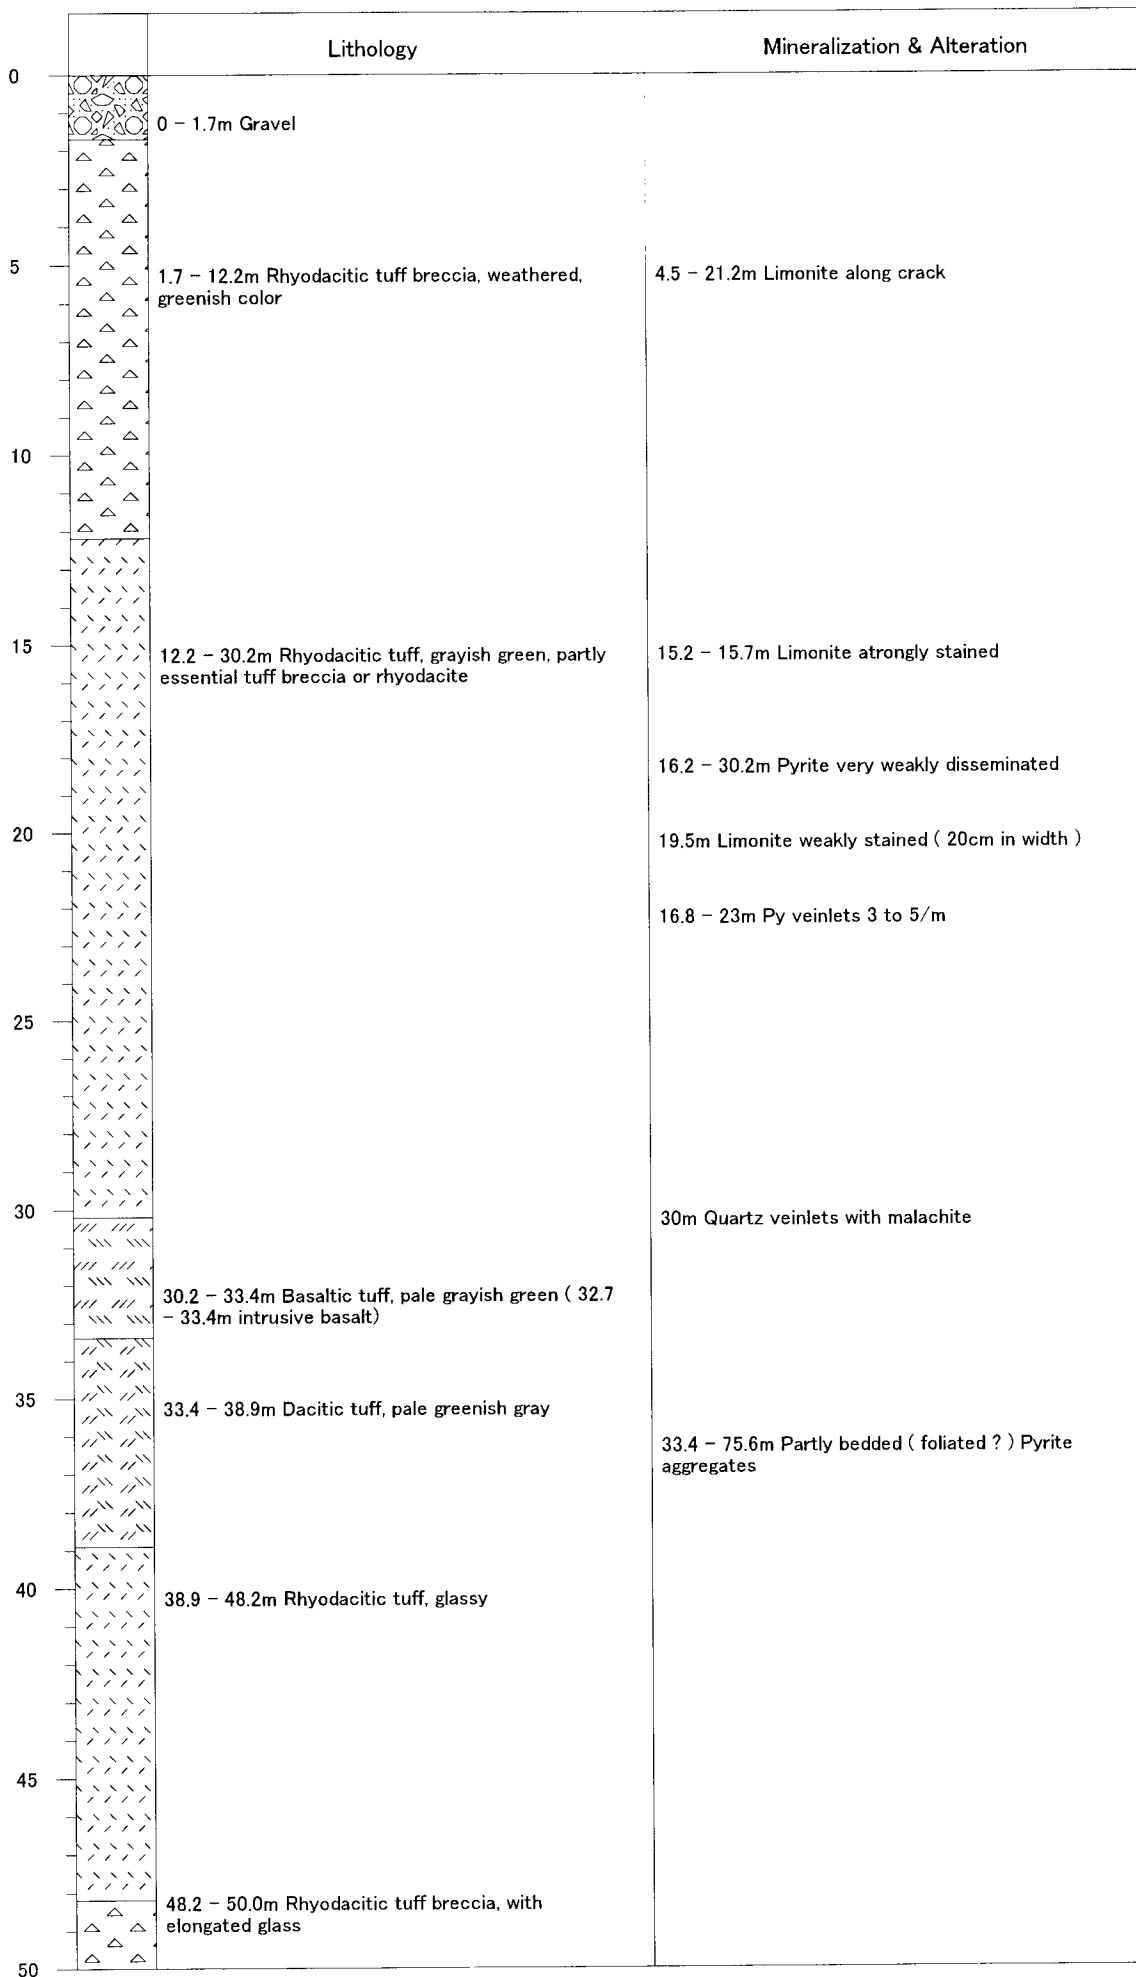 Lithology
Mineralization & Alteration
0
0 - 1.7m Gravel
5
1.7 - 12.2m Rhyodacitic tuff breccia, weathered,
greenish color
4.5 - 21.2m Limonite along crack
10
15
12.2 - 30.2m Rhyodacitic tuff, grayish green, partly
essential tuff breccia or rhyodacite
15.2 - 15.7m Limonite atrongly stained
16.2 - 30.2m Pyrite very weakly disseminated
20
19.5m Limonite weakly stained ( 20cm in width )
16.8 - 23m Py veinlets 3 to 5/m
25
30
30m Quartz veinlets with malachite
30.2 - 33.4m Basaltic tuff, pale grayish green ( 32.7
- 33.4m intrusive basalt)
35
33.4 - 38.9m Dacitic tuff, pale greenish gray
33.4 - 75.6m Partly bedded ( foliated ? ) Pyrite
aggregates
40
38.9 - 48.2m Rhyodacitic tuff, glassy
45
48.2 - 50.0m Rhyodacitic tuff breccia, with
elongated glass
50